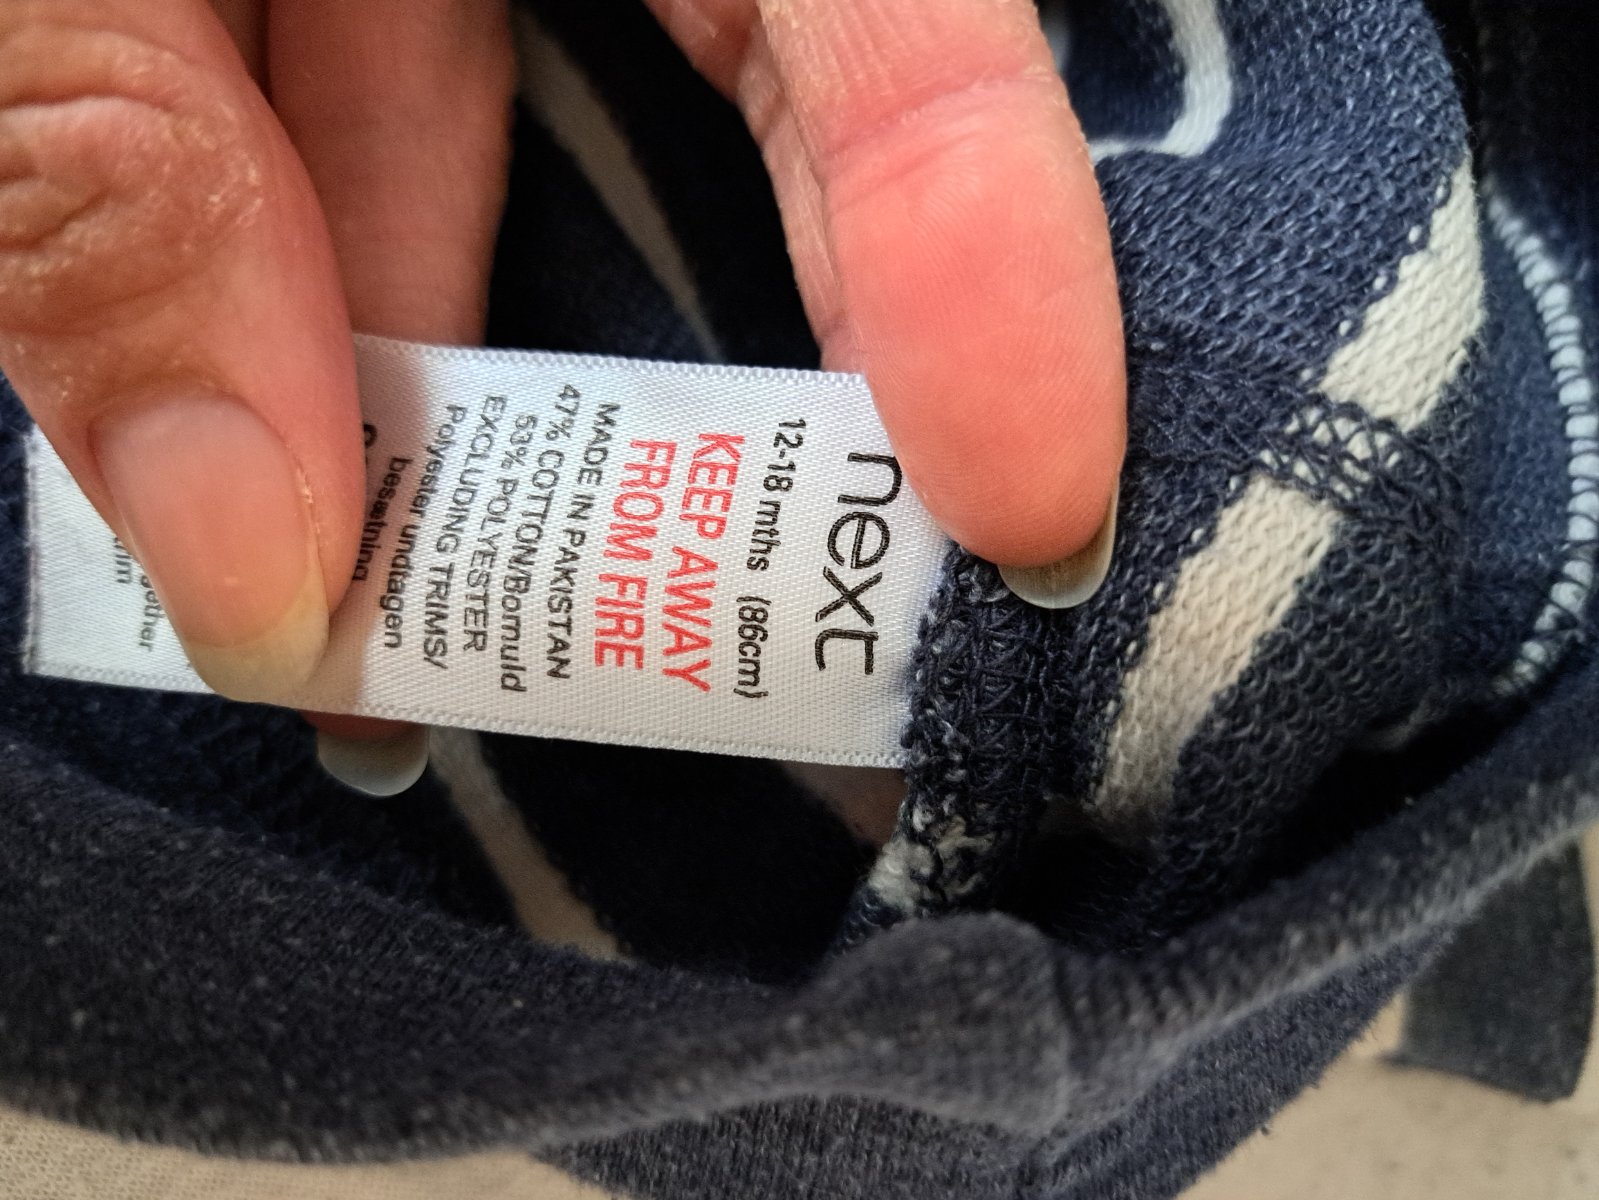 next
12-18 mths (86cm)
KEEP AWAY
FROM FIRE
MADE IN PAKISTAN
47% COTTON/Bomuld
53% POLYESTER
EXCLUDING TRIMS/
Polyester undtagen
besætning